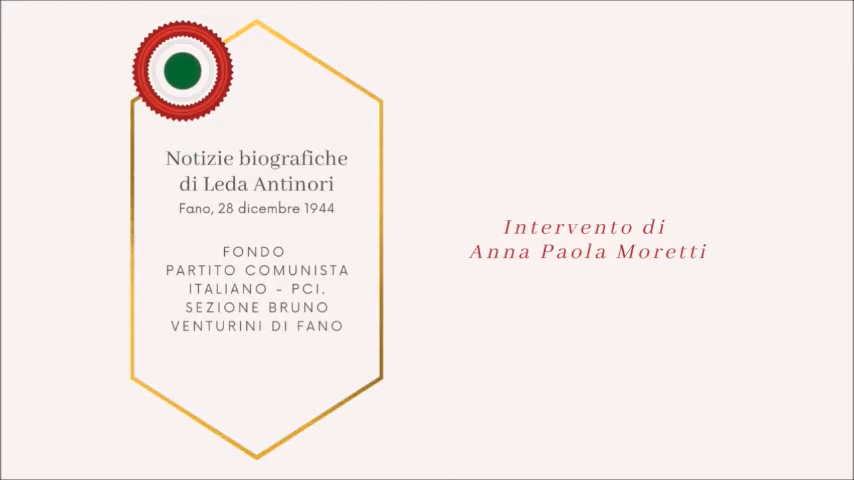 Notizie biografiche
di Leda Antinori
Fano, 28 dicembre 1944
FONDO
PARTITO COMUNISTA
ITALIANO - PCI.
SEZIONE BRUNO
VENTURINI DI FANO
Intervento di
Anna Paola Moretti